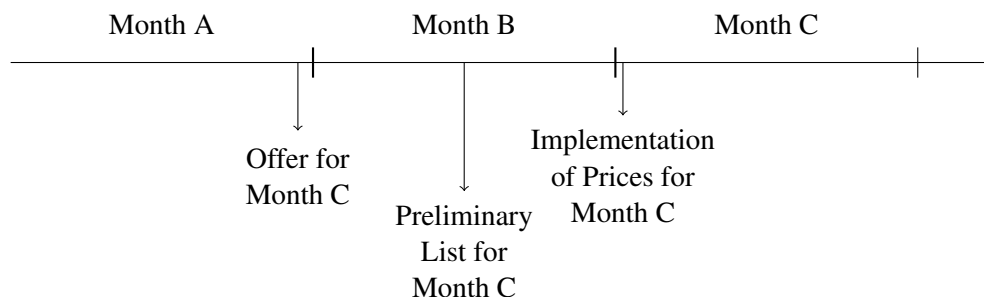 Month A
Month B
Month C
Offer for
Month C
Preliminary
List for
Month C
Implementation
of Prices for
Month C